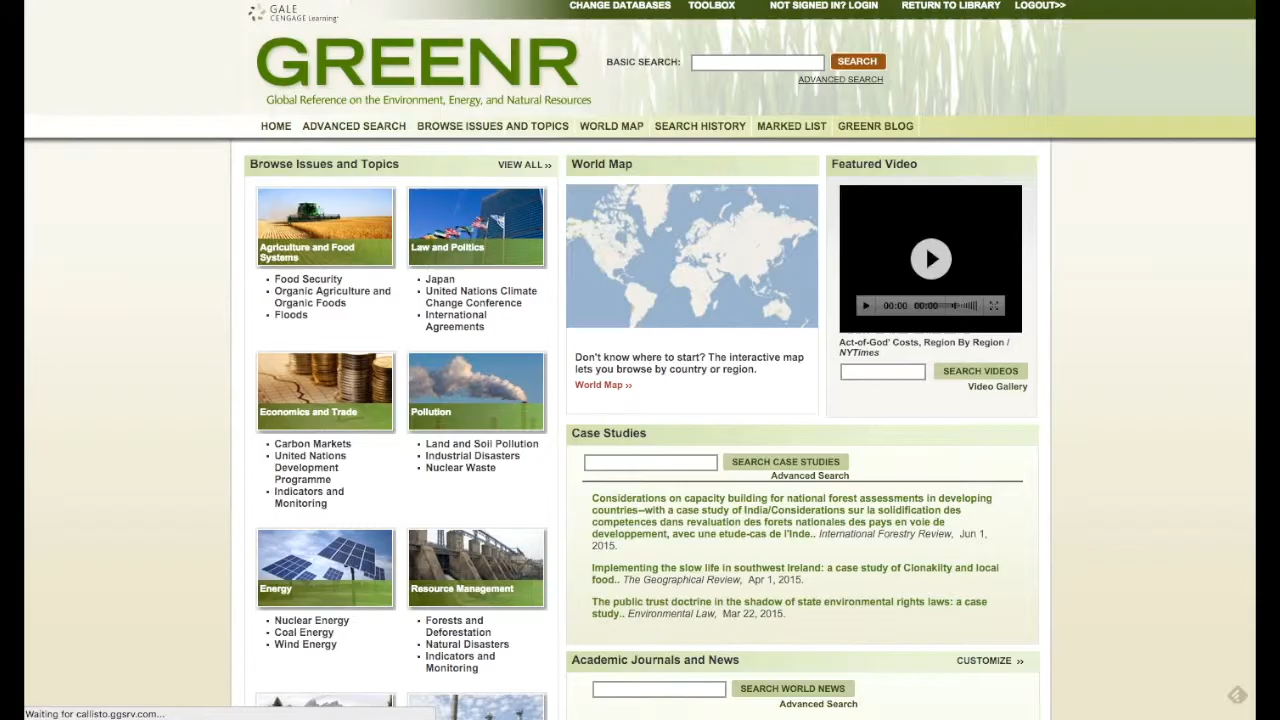 GALE
CENGAGE Learning
CHANGE DATABASES TOOLBOX NOT SIGNED IN? LOGIN RETURN TO LIBRARY LOGOUT>>
GREENR
Global Reference on the Environment, Energy, and Natural Resources
BASIC SEARCH: SEARCH
ADVANCED SEARCH
HOME ADVANCED SEARCH BROWSE ISSUES AND TOPICS WORLD MAP SEARCH HISTORY MARKED LIST GREENR BLOG
Browse Issues and Topics VIEW ALL »
Agriculture and Food
Systems
Food Security
Organic Agriculture and
Organic Foods
Floods
Law and Politics
Japan
United Nations Climate
Change Conference
International
Agreements
Economics and Trade
Carbon Markets
United Nations
Development
Programme
Indicators and
Monitoring
Pollution
Land and Soil Pollution
Industrial Disasters
Nuclear Waste
Energy
Nuclear Energy
Coal Energy
Wind Energy
Resource Management
Forests and
Deforestation
Natural Disasters
Indicators and
Monitoring
World Map
Don't know where to start? The interactive map
lets you browse by country or region.
World Map »
Featured Video
00:00 00:00
Act-of-God' Costs, Region By Region /
NYTimes
SEARCH VIDEOS
Video Gallery
Case Studies
SEARCH CASE STUDIES
Advanced Search
Considerations on capacity building for national forest assessments in developing
countries--with a case study of India/Considerations sur la solidification des
competences dans revaluation des forets nationales des pays en voie de
developpement, avec une etude-cas de l'Inde.. International Forestry Review, Jun 1,
2015.
Implementing the slow life in southwest Ireland: a case study of Clonakilty and local
food.. The Geographical Review, Apr 1, 2015.
The public trust doctrine in the shadow of state environmental rights laws: a case
study.. Environmental Law, Mar 22, 2015.
Academic Journals and News CUSTOMIZE »
SEARCH WORLD NEWS
Advanced Search
Waiting for callisto.ggsrv.com...